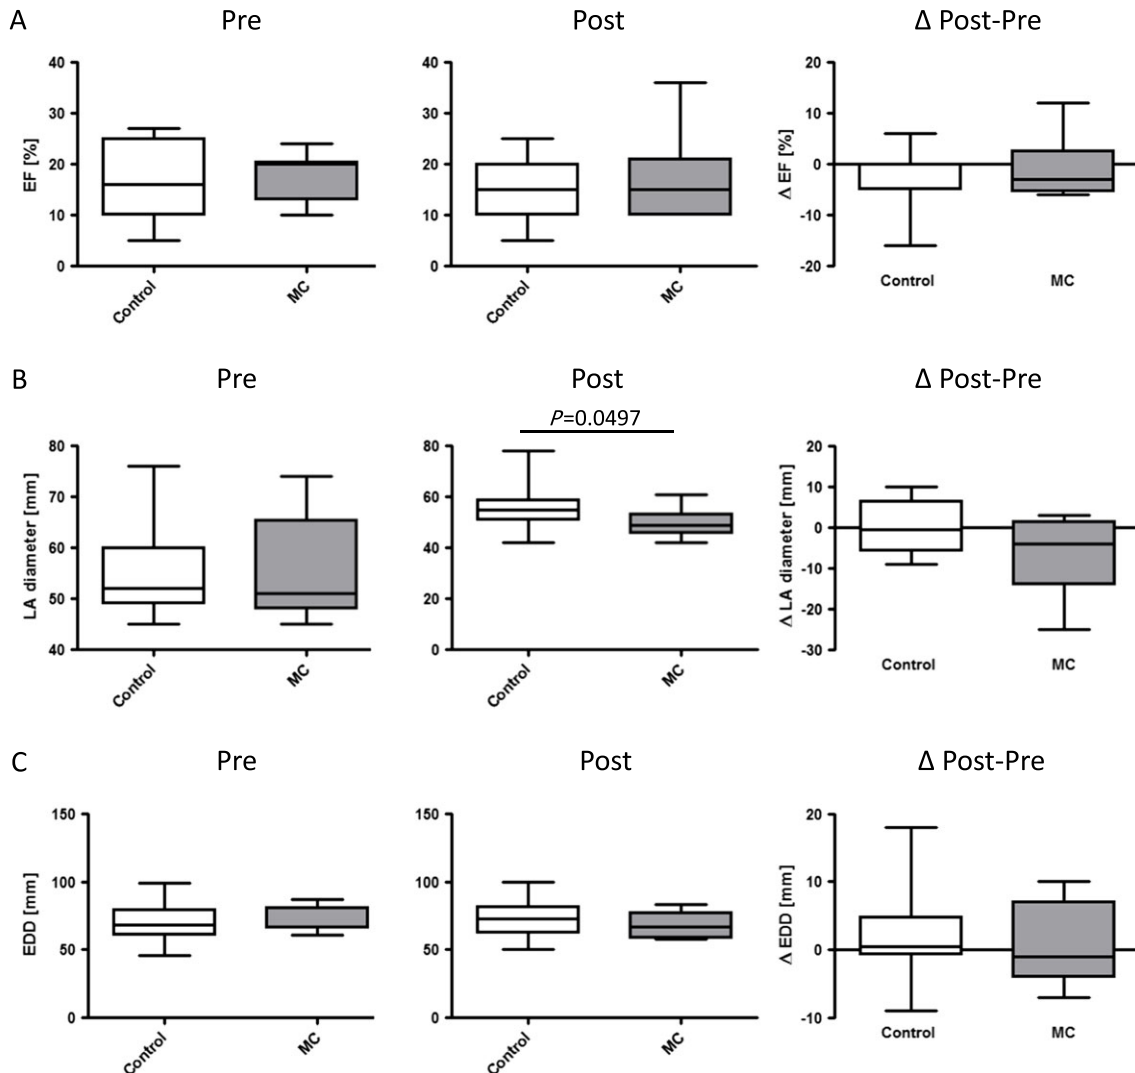 A Pre Post Δ Post-Pre
EF [%]
40
30
20
10
0
Control MC
40
30
20
10
0
Control MC
Δ EF [%]
20
10
0
-10
-20
Control MC
B Pre Post Δ Post-Pre
P=0.0497
LA diameter [mm]
80
70
60
50
40
Control MC
80
60
40
20
0
Control MC
Δ LA diameter [mm]
20
10
0
-10
-20
-30
Control MC
C Pre Post Δ Post-Pre
EDD [mm]
150
100
50
0
Control MC
150
100
50
0
Control MC
Δ EDD [mm]
20
10
0
-10
Control MC